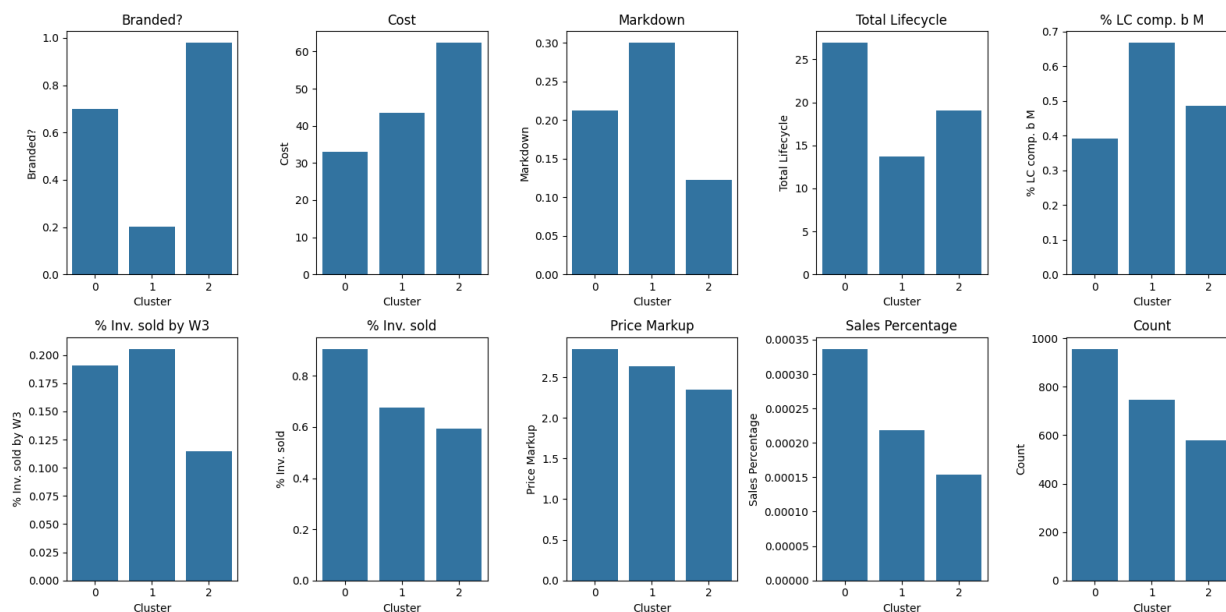 Branded?
Branded?
1.0
0.8
0.6
0.4
0.2
0.0
0 1 2
Cluster
Cost
Cost
60
50
40
30
20
10
0
0 1 2
Cluster
Markdown
Markdown
0.30
0.25
0.20
0.15
0.10
0.05
0.00
0 1 2
Cluster
Total Lifecycle
Total Lifecycle
25
20
15
10
5
0
0 1 2
Cluster
% LC comp. b M
% LC comp. b M
0.7
0.6
0.5
0.4
0.3
0.2
0.1
0.0
0 1 2
Cluster
% Inv. sold by W3
% Inv. sold by W3
0.200
0.175
0.150
0.125
0.100
0.075
0.050
0.025
0.000
0 1 2
Cluster
% Inv. sold
% Inv. sold
0.8
0.6
0.4
0.2
0.0
0 1 2
Cluster
Price Markup
Price Markup
2.5
2.0
1.5
1.0
0.5
0.0
0 1 2
Cluster
Sales Percentage
Sales Percentage
0.00035
0.00030
0.00025
0.00020
0.00015
0.00010
0.00005
0.00000
0 1 2
Cluster
Count
Count
1000
800
600
400
200
0
0 1 2
Cluster